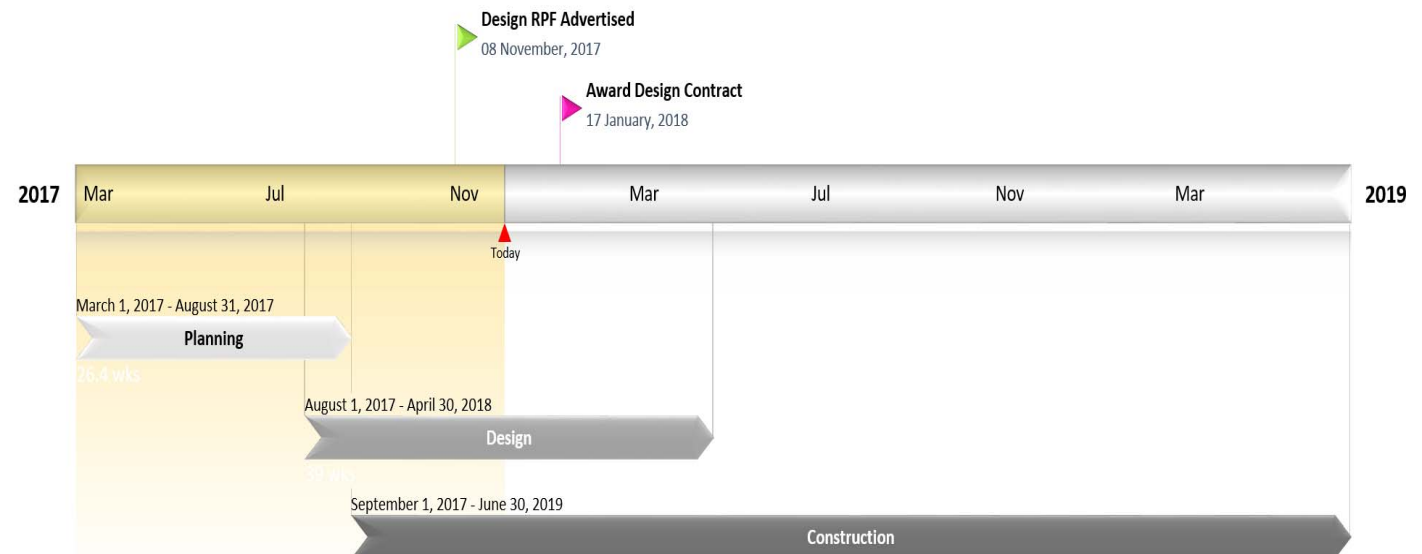 Design RPF Advertised
08 November, 2017
Award Design Contract
17 January, 2018
2017 Mar Jul Nov Mar Jul Nov Mar 2019
Today
March 1, 2017 - August 31, 2017
Planning
26.4 wks
August 1, 2017 - April 30, 2018
Design
39 wks
September 1, 2017 - June 30, 2019
Construction